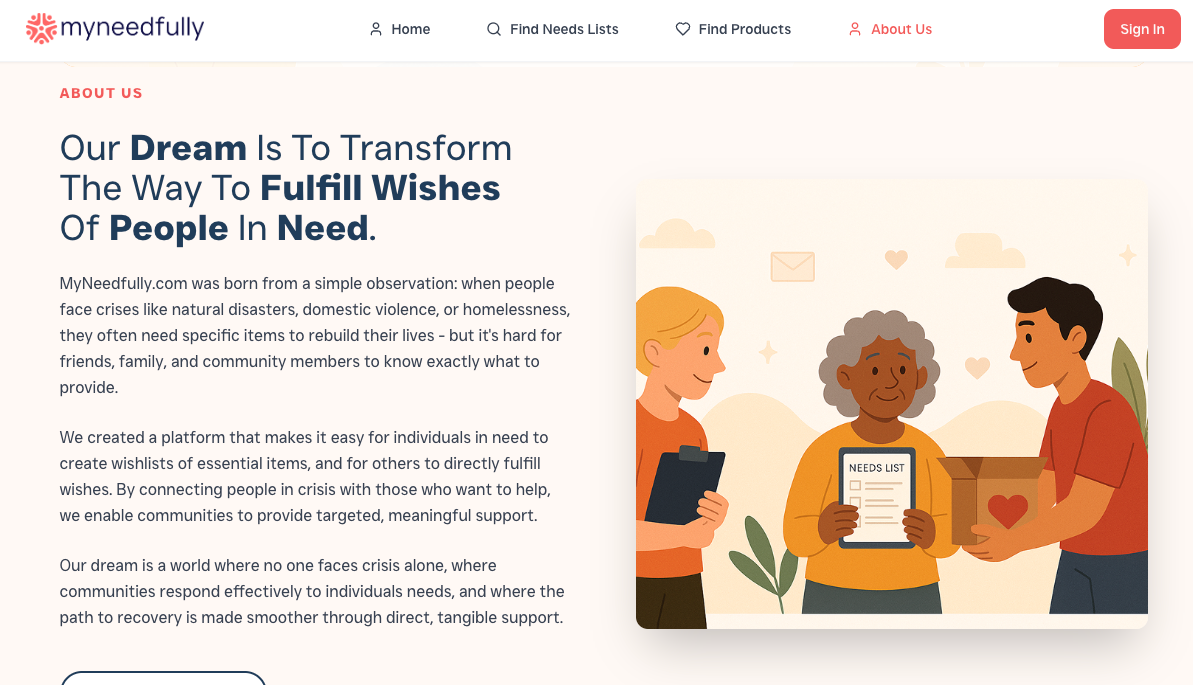 myneedfully
Home
Find Needs Lists
Find Products
About Us
Sign In
ABOUT US
Our Dream Is To Transform
The Way To Fulfill Wishes
Of People In Need.
MyNeedfully.com was born from a simple observation: when people
face crises like natural disasters, domestic violence, or homelessness,
they often need specific items to rebuild their lives - but it's hard for
friends, family, and community members to know exactly what to
provide.
We created a platform that makes it easy for individuals in need to
create wishlists of essential items, and for others to directly fulfill
wishes. By connecting people in crisis with those who want to help,
we enable communities to provide targeted, meaningful support.
Our dream is a world where no one faces crisis alone, where
communities respond effectively to individuals needs, and where the
path to recovery is made smoother through direct, tangible support.
NEEDS LIST